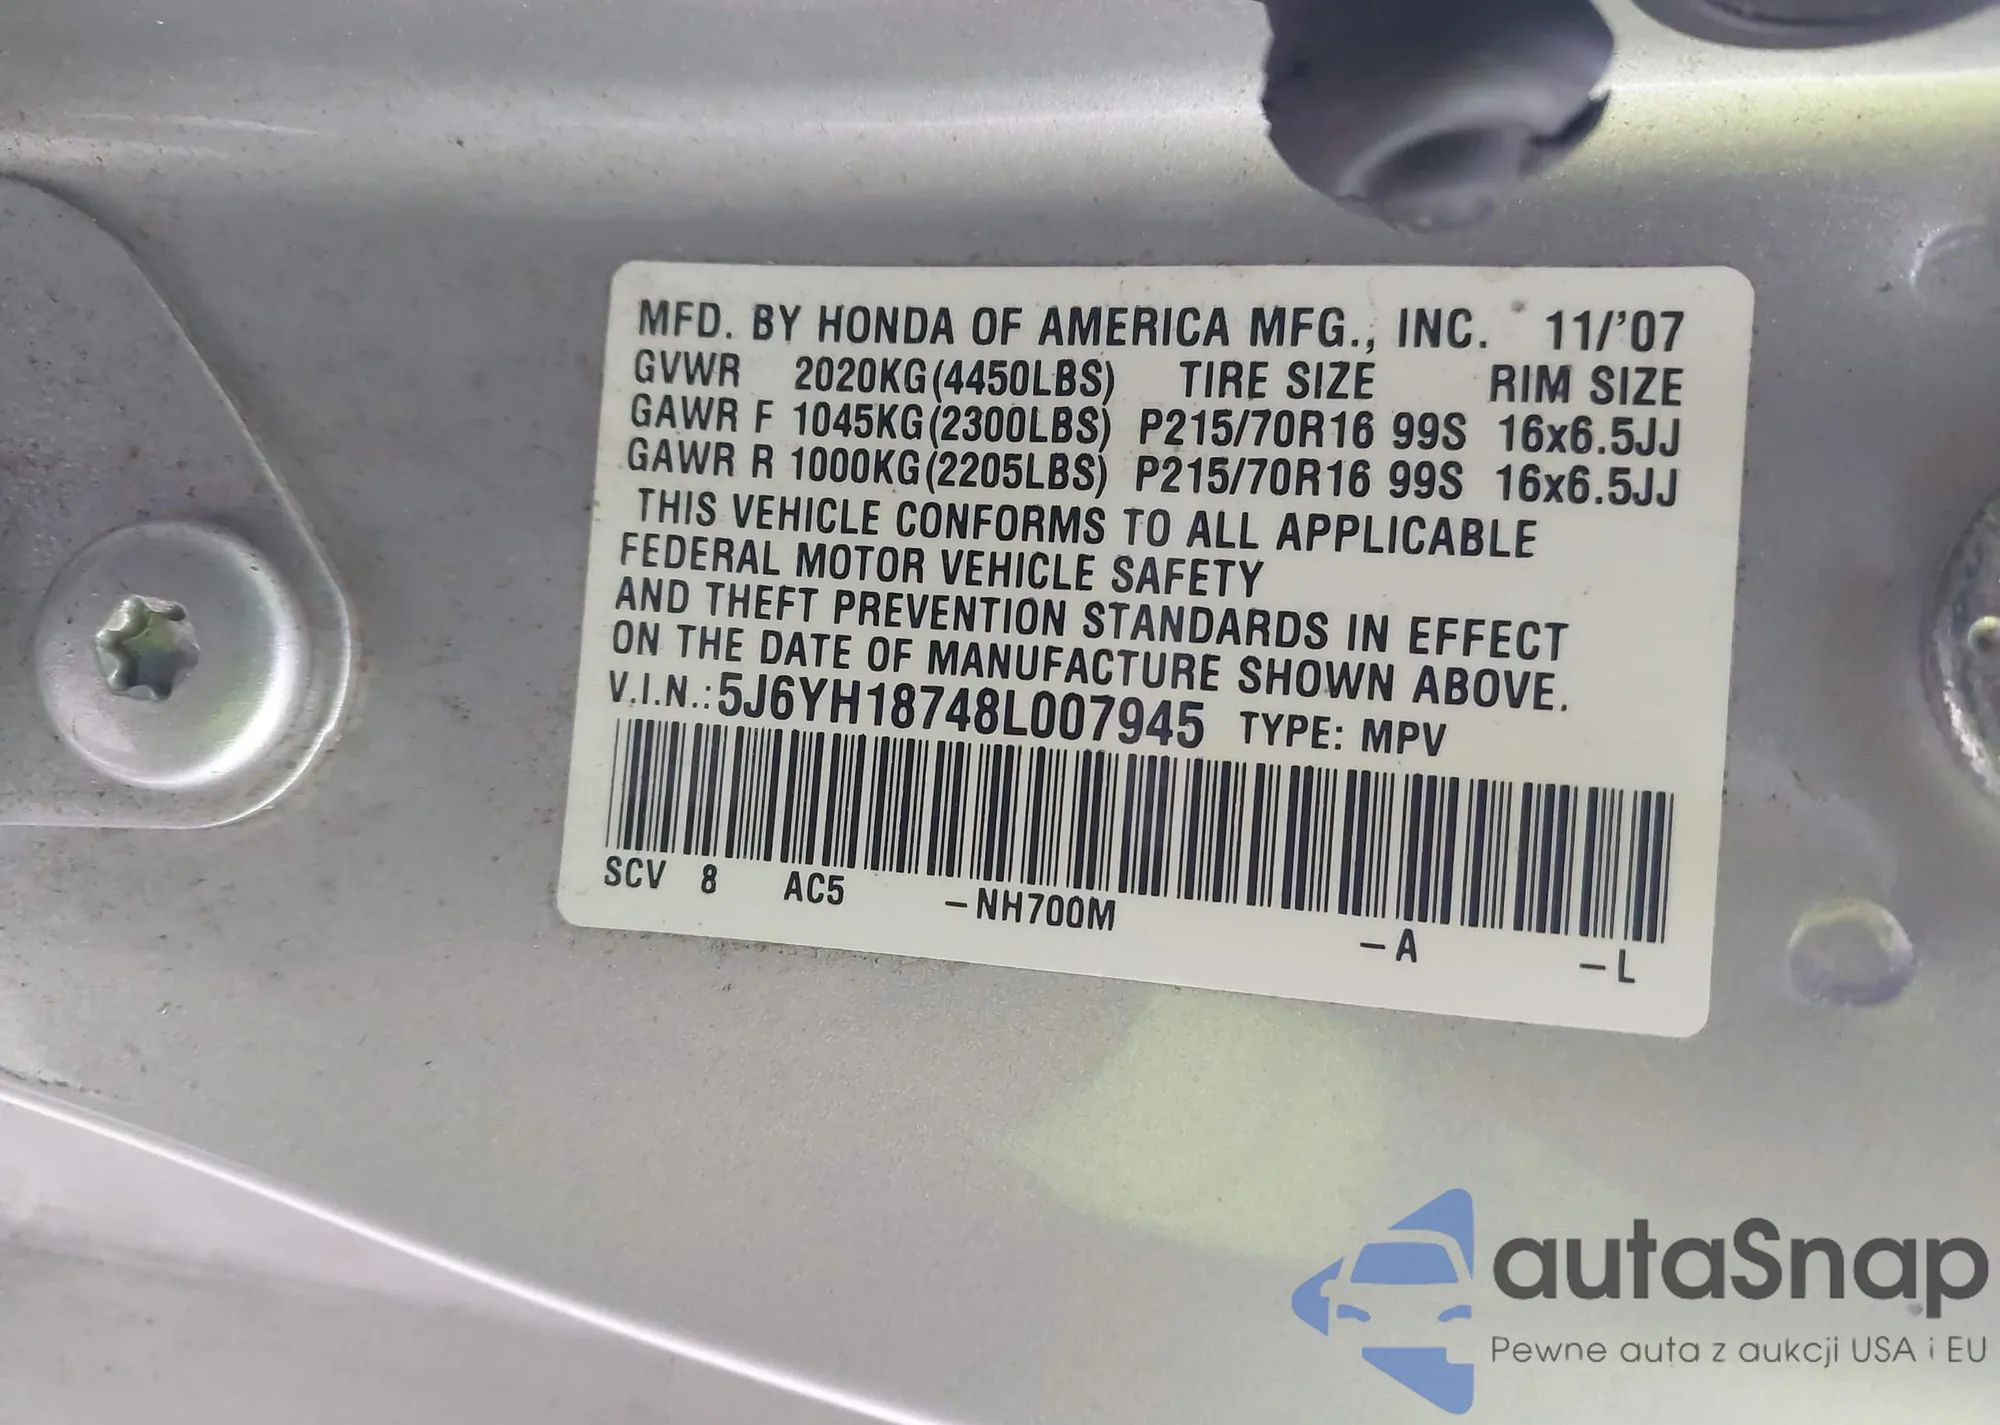 MFD. BY HONDA OF AMERICA MFG., INC. 11/'07
GVWR 2020KG(4450LBS) TIRE SIZE RIM SIZE
GAWR F 1045KG(2300LBS) P215/70R16 99S 16x6.5JJ
GAWR R 1000KG(2205LBS) P215/70R16 99S 16x6.5JJ
THIS VEHICLE CONFORMS TO ALL APPLICABLE
FEDERAL MOTOR VEHICLE SAFETY
AND THEFT PREVENTION STANDARDS IN EFFECT
ON THE DATE OF MANUFACTURE SHOWN ABOVE.
V.I.N.: 5J6YH18748L007945 TYPE: MPV
SCV 8 AC5 -NH700M -A -L
autaSnap
Pewne auta z aukcji USA i EU